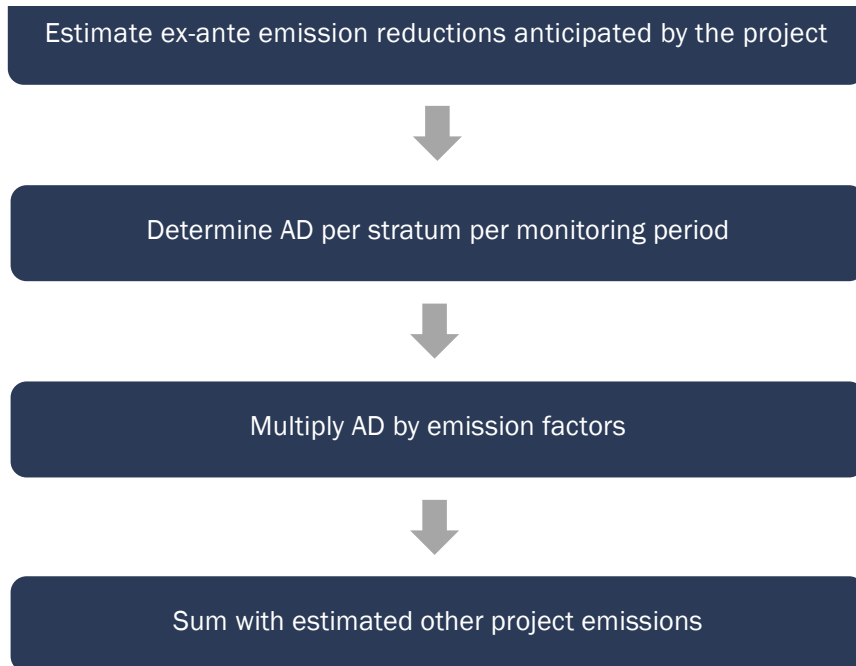 Estimate ex-ante emission reductions anticipated by the project
Determine AD per stratum per monitoring period
Multiply AD by emission factors
Sum with estimated other project emissions